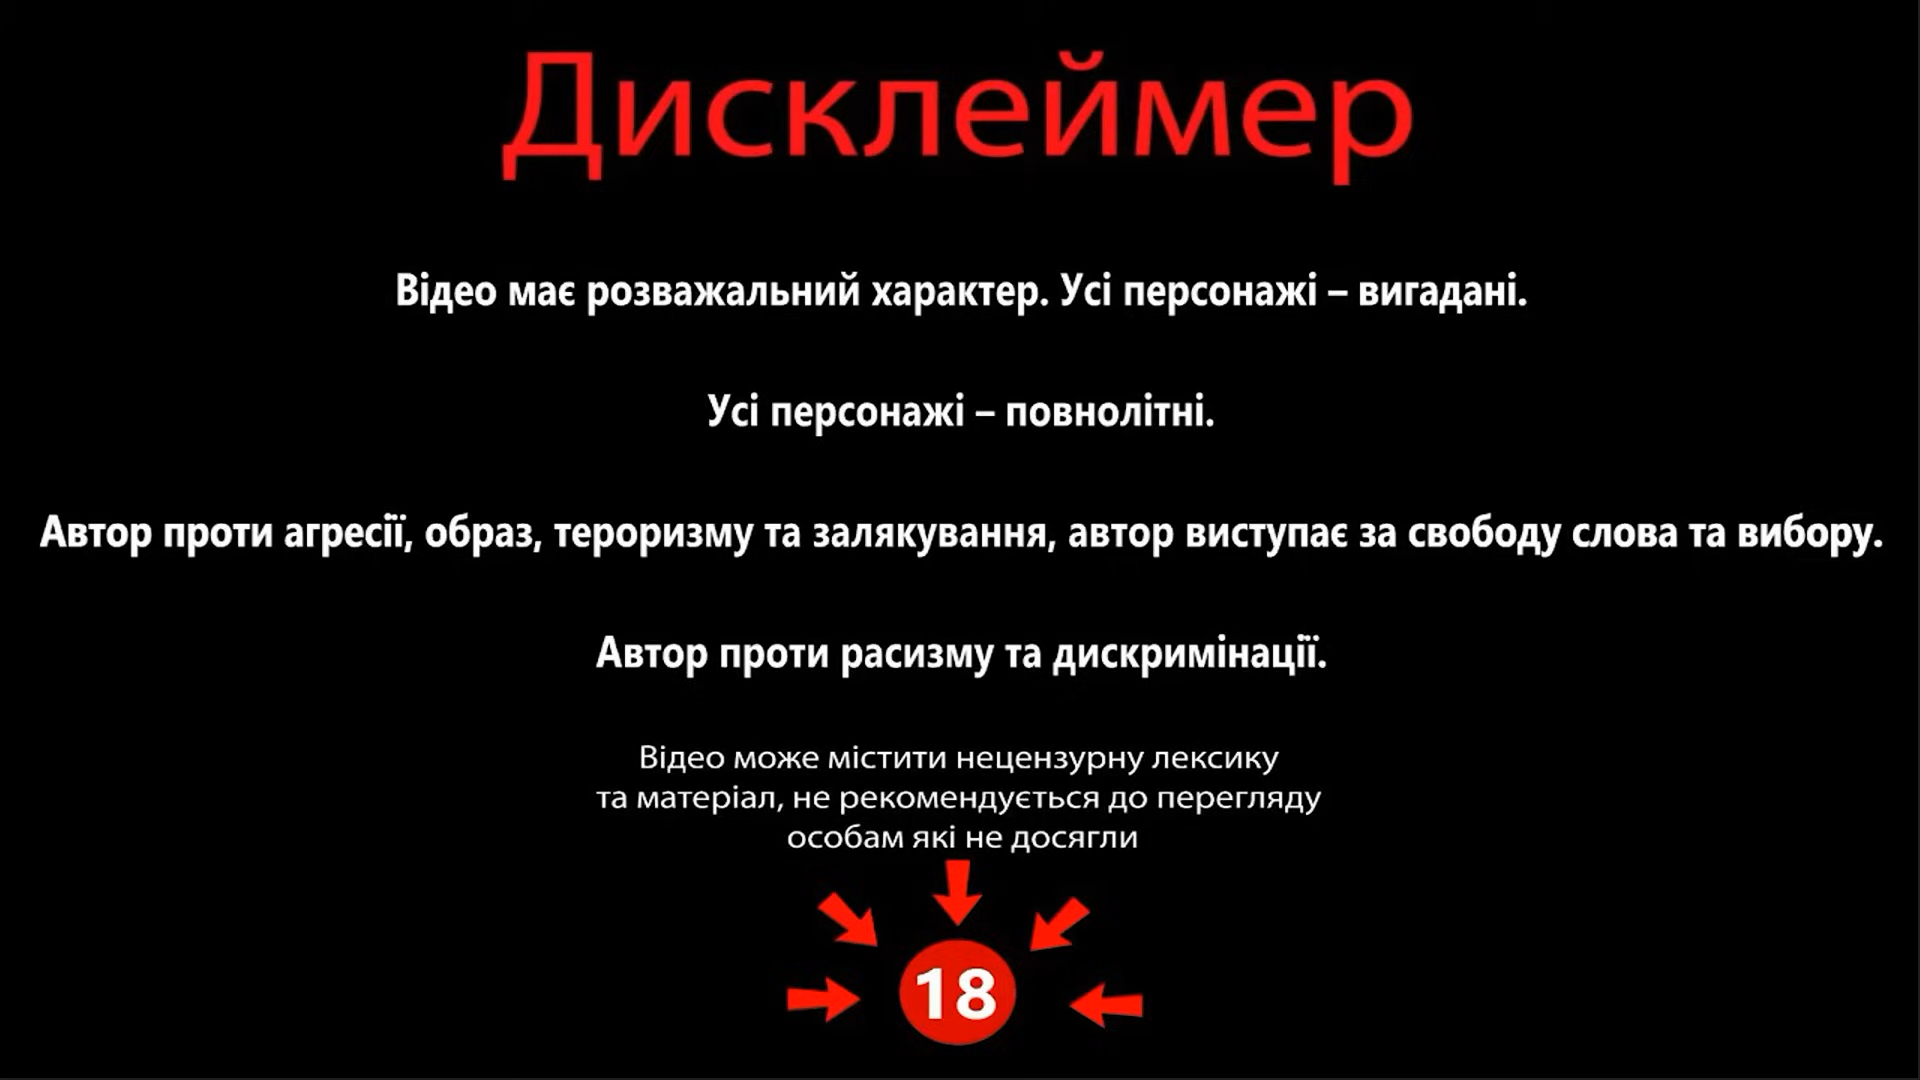 Дисклеймер
Відео має розважальний характер. Усі персонажі – вигадані.
Усі персонажі – повнолітні.
Автор проти агресії, образ, тероризму та залякування, автор виступає за свободу слова та вибору.
Автор проти расизму та дискримінації.
Відео може містити нецензурну лексику
та матеріал, не рекомендується до перегляду
особам які не досягли
18